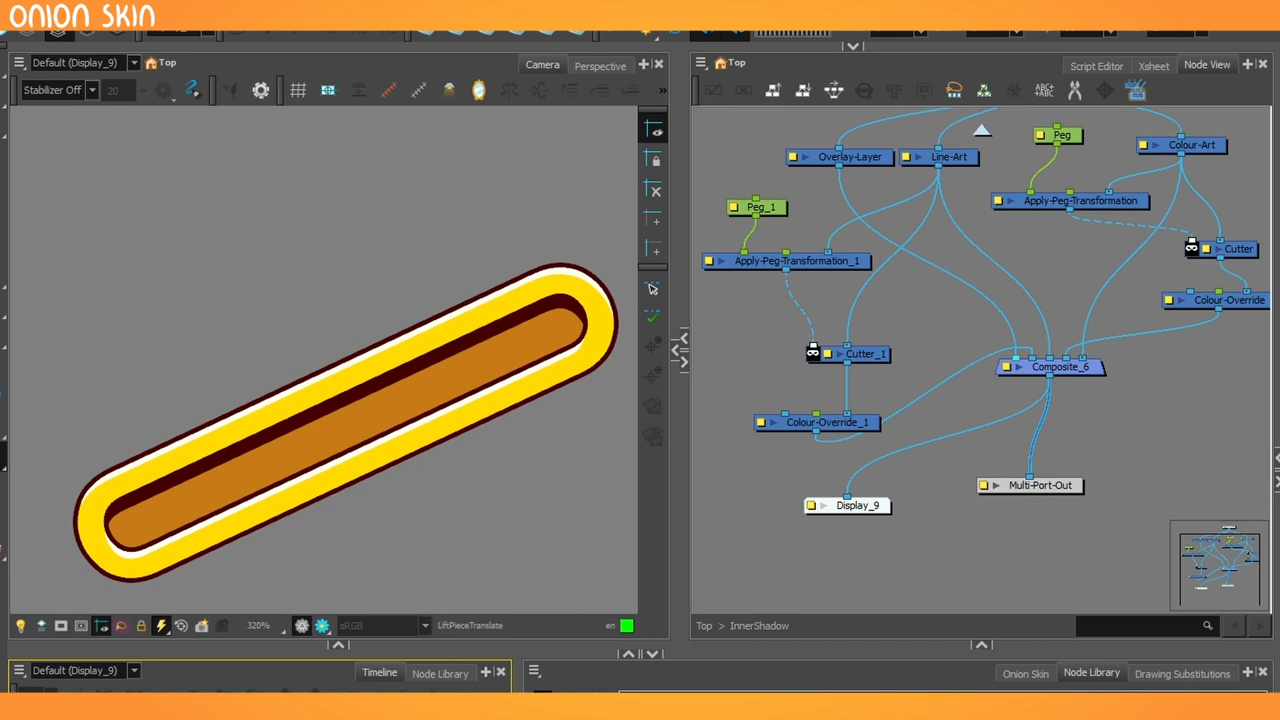 ONION SKIN
Default (Display_9)
Top
Camera
Perspective
Top
Script Editor
Xsheet
Node View
Stabilizer Off
20
ABC+
ABC+
Peg
Overlay-Layer
Line-Art
Colour-Art
Peg_1
Apply-Peg-Transformation
Apply-Peg-Transformation_1
Cutter
Colour-Override
Cutter_1
Composite_6
Colour-Override_1
Display_9
Multi-Port-Out
320%
sRGB
LiftPieceTranslate
en
Top > InnerShadow
Default (Display_9)
Timeline
Node Library
Onion Skin
Node Library
Drawing Substitutions